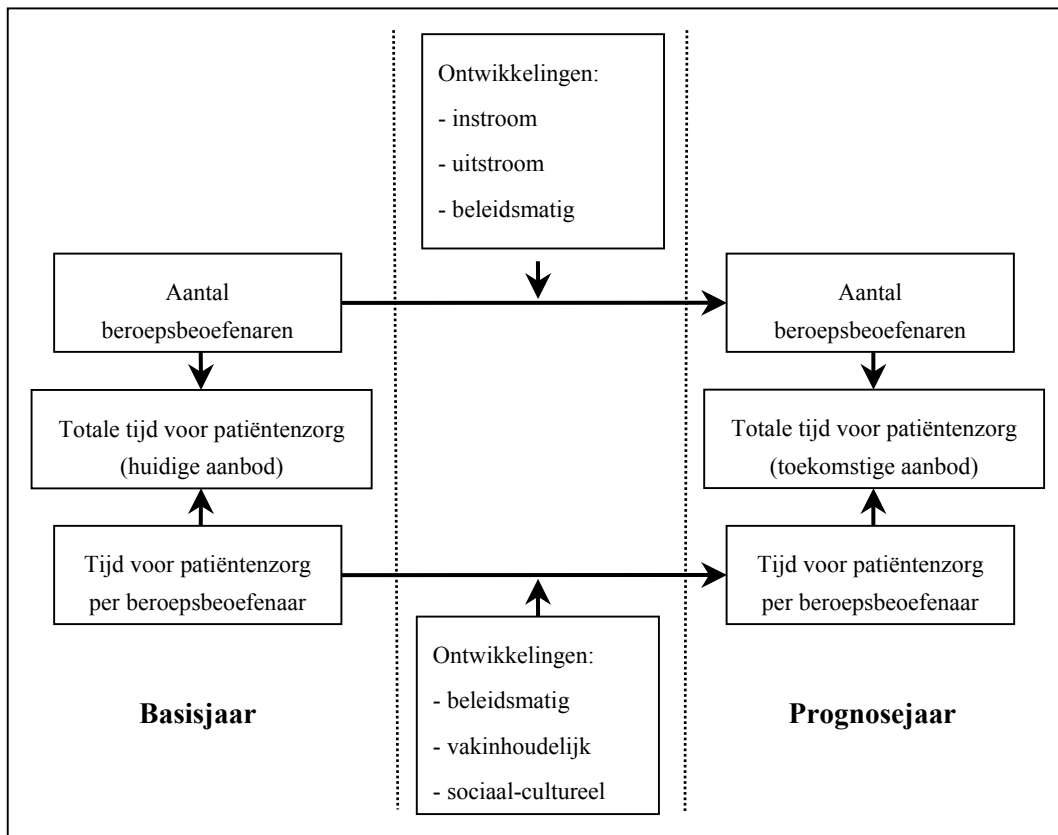 Ontwikkelingen:
- instroom
- uitstroom
- beleidsmatig
Aantal
beroepsbeoefenaren
Aantal
beroepsbeoefenaren
Totale tijd voor patiëntenzorg
(huidige aanbod)
Totale tijd voor patiëntenzorg
(toekomstige aanbod)
Tijd voor patiëntenzorg
per beroepsbeoefenaar
Tijd voor patiëntenzorg
per beroepsbeoefenaar
Ontwikkelingen:
- beleidsmatig
- vakinhoudelijk
- sociaal-cultureel
Basisjaar
Prognosejaar